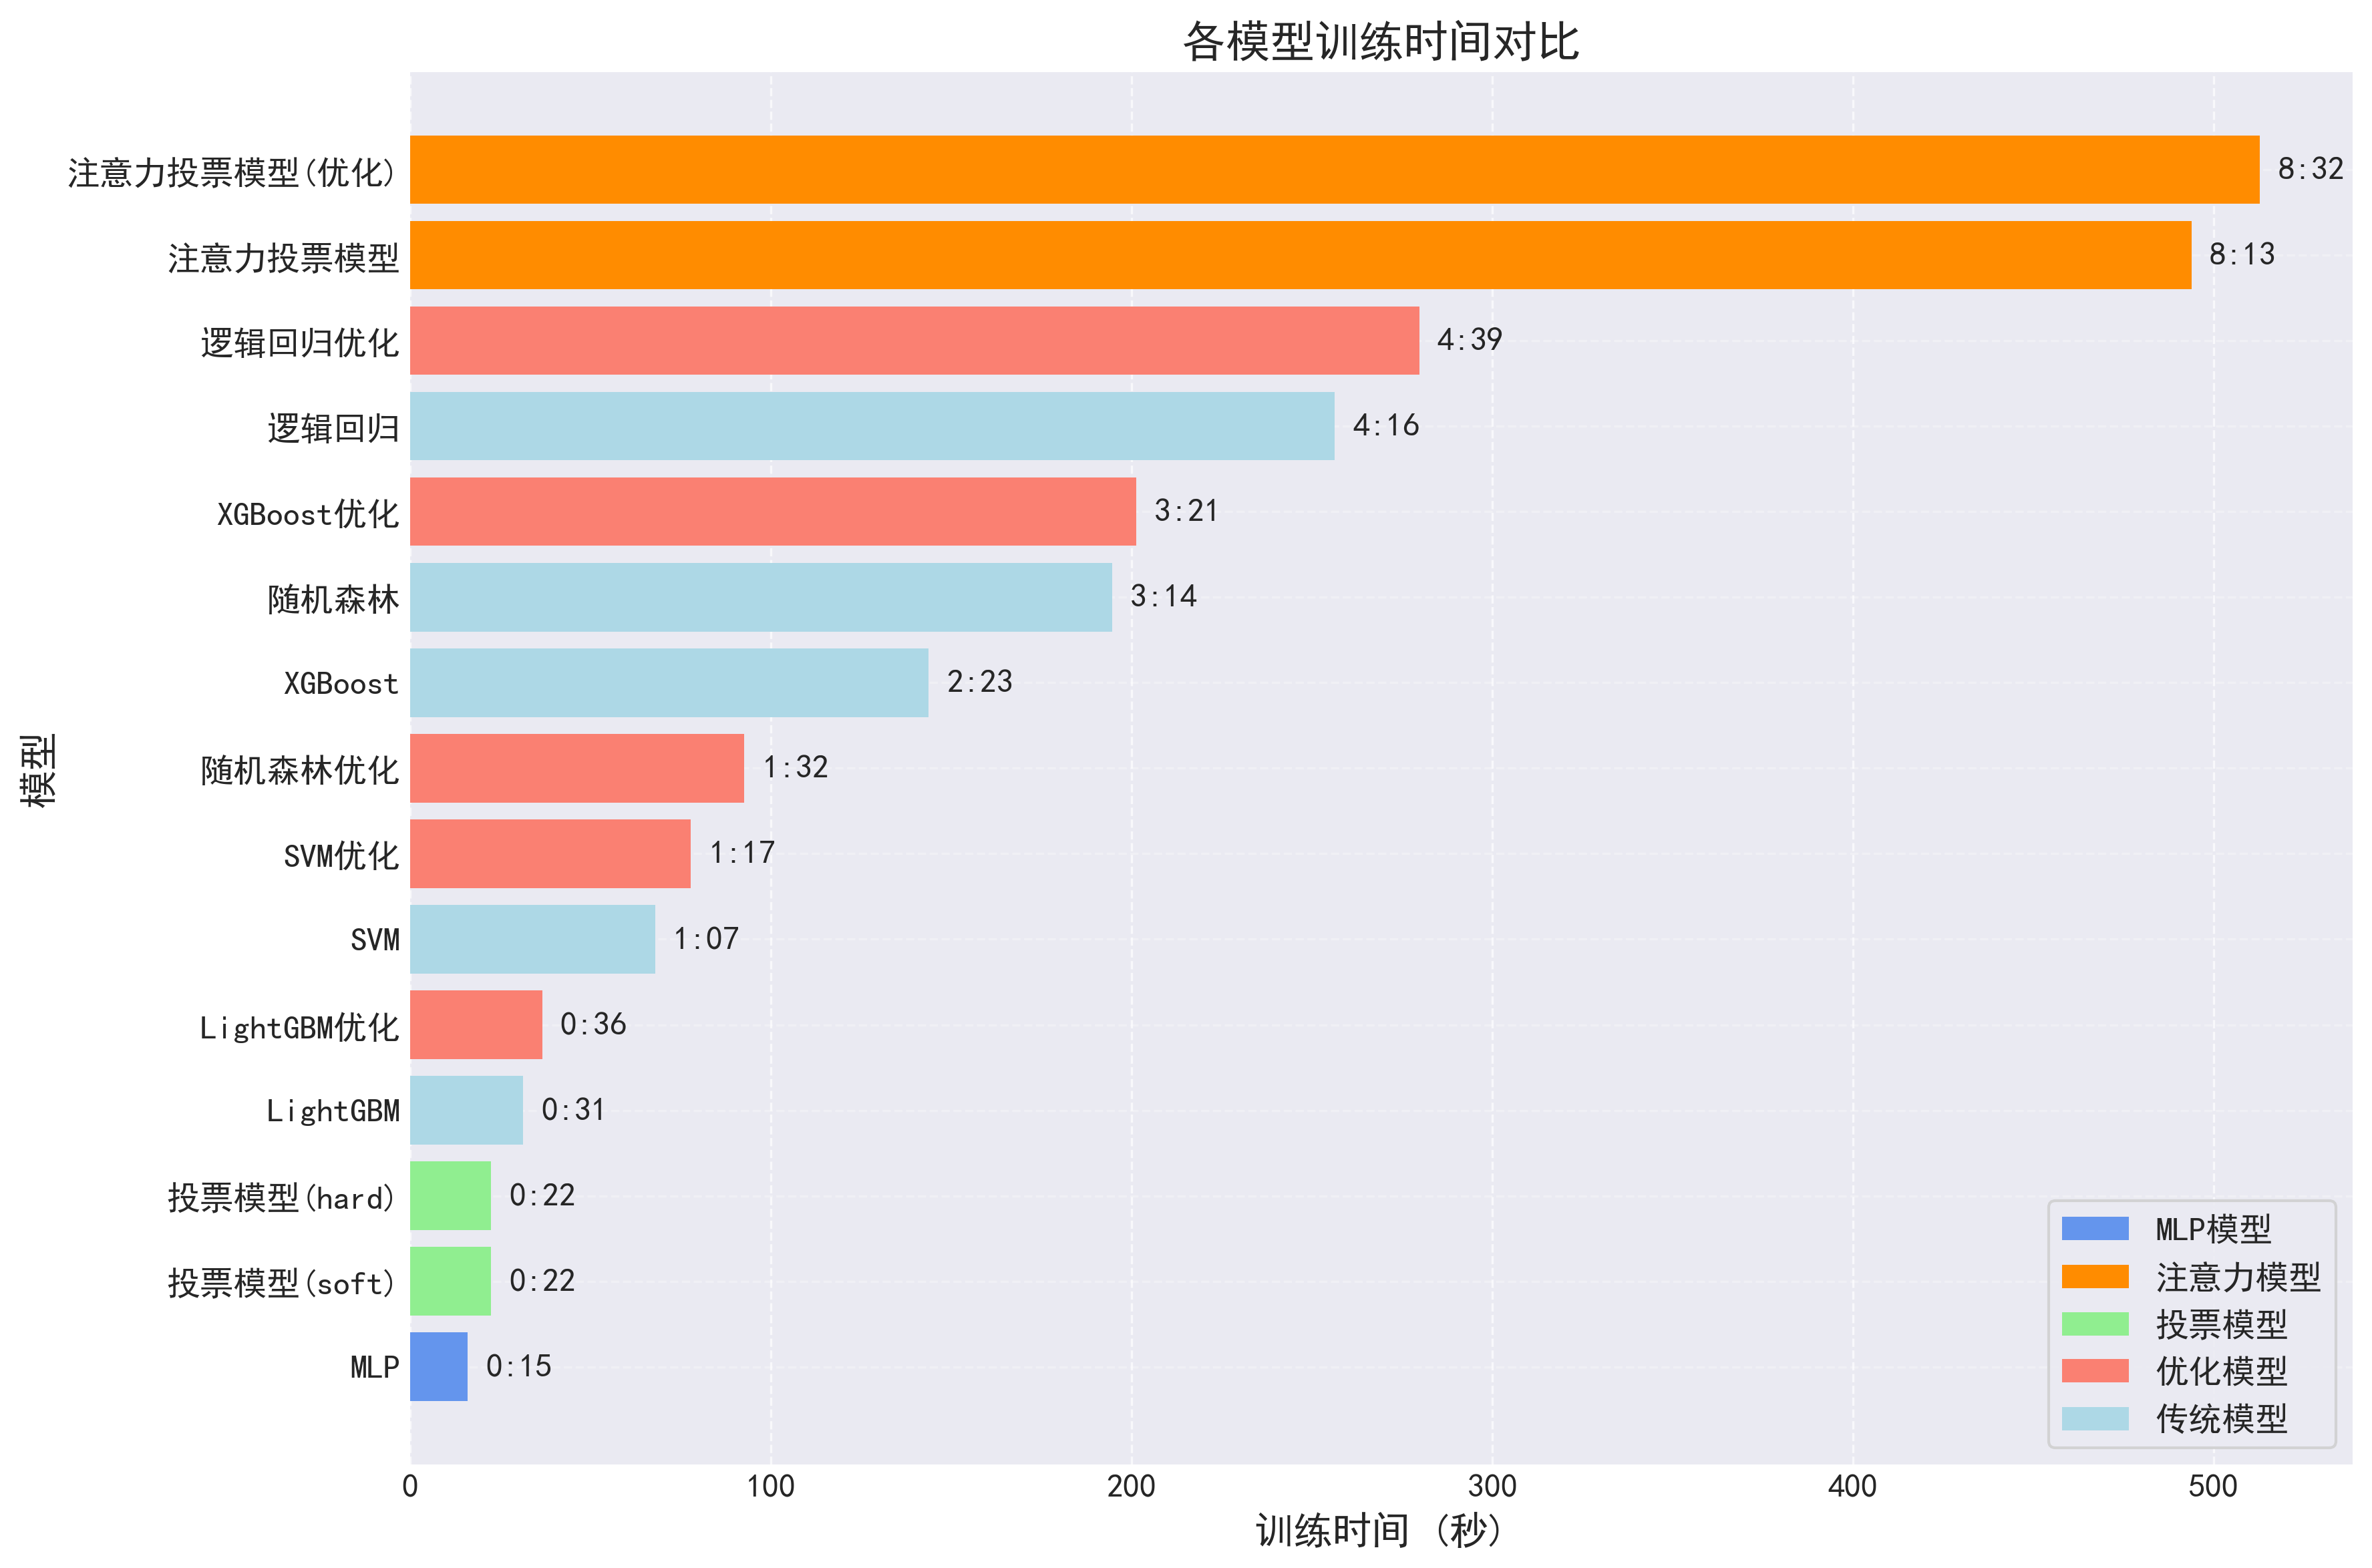 各模型训练时间对比
注意力投票模型(优化) 8:32
注意力投票模型 8:13
逻辑回归优化 4:39
逻辑回归 4:16
XGBoost优化 3:21
随机森林 3:14
XGBoost 2:23
随机森林优化 1:32
SVM优化 1:17
SVM 1:07
LightGBM优化 0:36
LightGBM 0:31
投票模型(hard) 0:22
投票模型(soft) 0:22
MLP 0:15
模型
0 100 200 300 400 500
训练时间 (秒)
MLP模型
注意力模型
投票模型
优化模型
传统模型